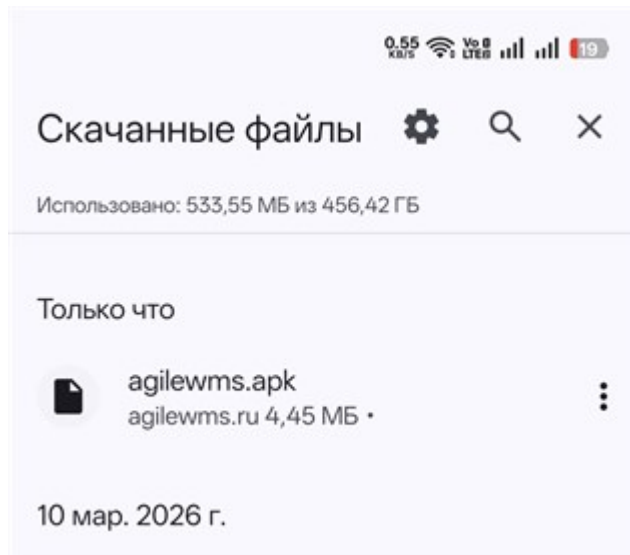 0.55 KB/S Vo LTE 19
Скачанные файлы
Использовано: 533,55 МБ из 456,42 ГБ
Только что
agilewms.apk
agilewms.ru 4,45 МБ •
10 мар. 2026 г.